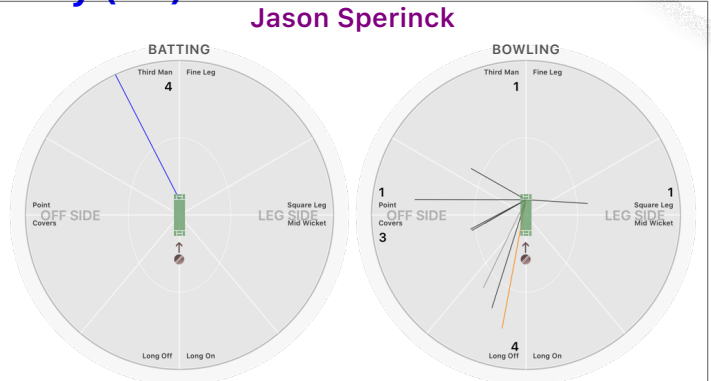 Jason Sperinck
BATTING
Third Man
Fine Leg
4
Point
OFF SIDE
Covers
Square Leg
LEG SIDE
Mid Wicket
Long Off
Long On
BOWLING
Third Man
Fine Leg
1
1
Point
OFF SIDE
Covers
3
1
Square Leg
LEG SIDE
Mid Wicket
4
Long Off
Long On